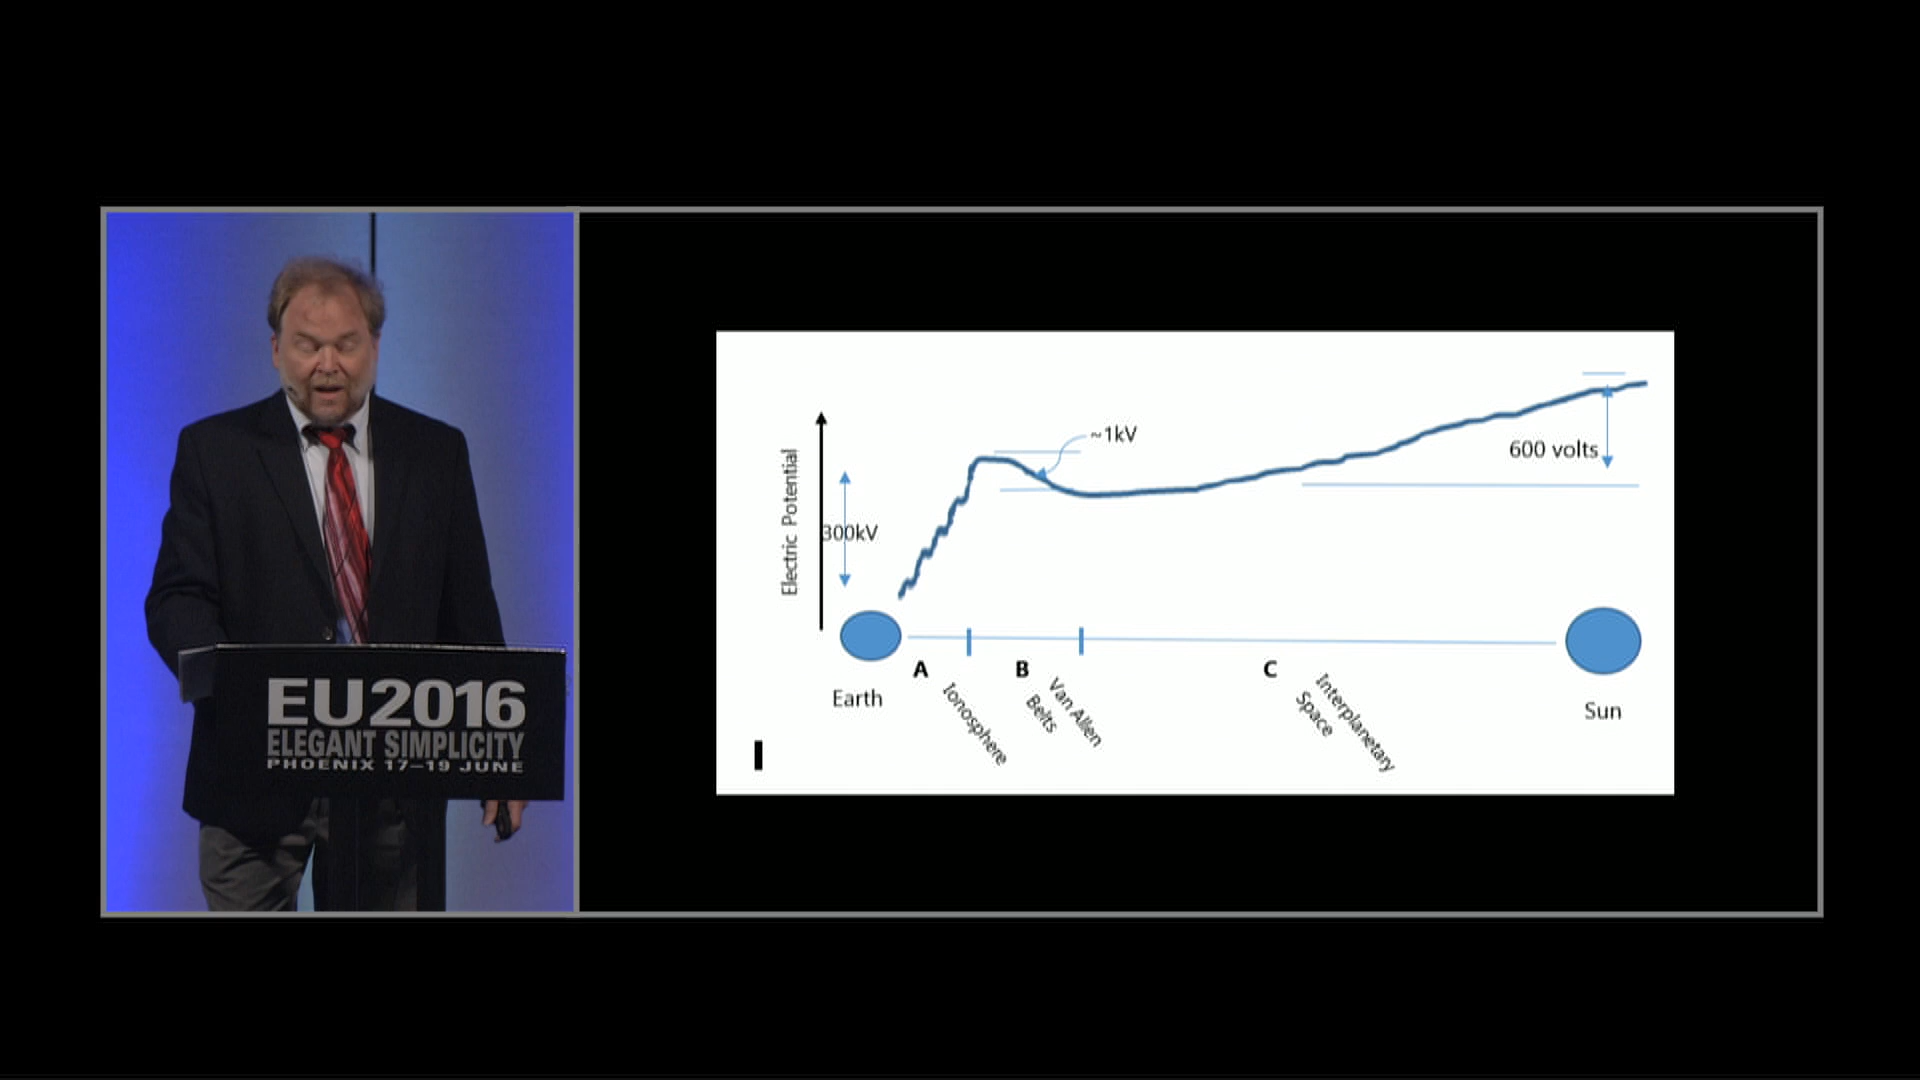 EU2016
ELEGANT SIMPLICITY
PHOENIX 17–19 JUNE
~1kV
600 volts
Electric Potential
300kV
A
B
C
Earth
Ionosphere
Van Allen
Belts
Interplanetary
Space
Sun